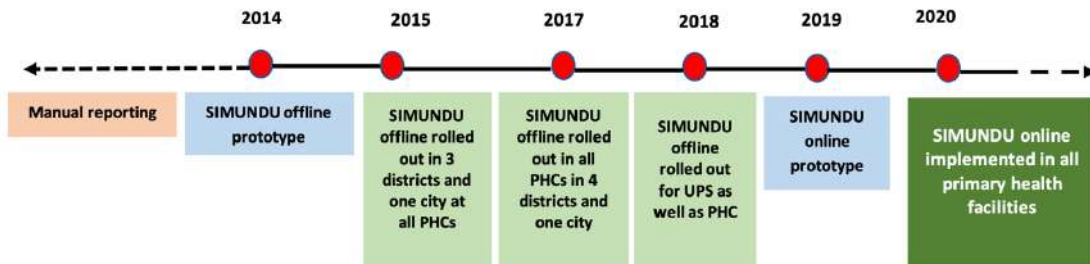 2014
2015
2017
2018
2019
2020
Manual reporting
SIMUNDU offline
prototype
SIMUNDU
offline rolled
out in 3
districts and
one city at
all PHCs
SIMUNDU
offline rolled
out in all
PHCs in 4
districts and
one city
SIMUNDU
offline
rolled out
for UPS as
well as PHC
SIMUNDU
online
prototype
SIMUNDU online
implemented in all
primary health
facilities